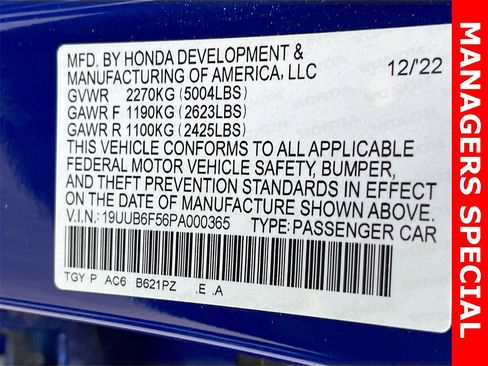 MFD. BY HONDA DEVELOPMENT &
MANUFACTURING OF AMERICA, LLC 12/'22
GVWR 2270KG (5004LBS)
GAWR F 1190KG (2623LBS)
GAWR R 1100KG (2425LBS)
THIS VEHICLE CONFORMS TO ALL APPLICABLE
FEDERAL MOTOR VEHICLE SAFETY, BUMPER,
AND THEFT PREVENTION STANDARDS IN EFFECT
ON THE DATE OF MANUFACTURE SHOWN ABOVE.
V.I.N.: 19UUB6F56PA000365 TYPE: PASSENGER CAR
TGY P AC6 B621PZ .E .A
MANAGERS SPECIAL